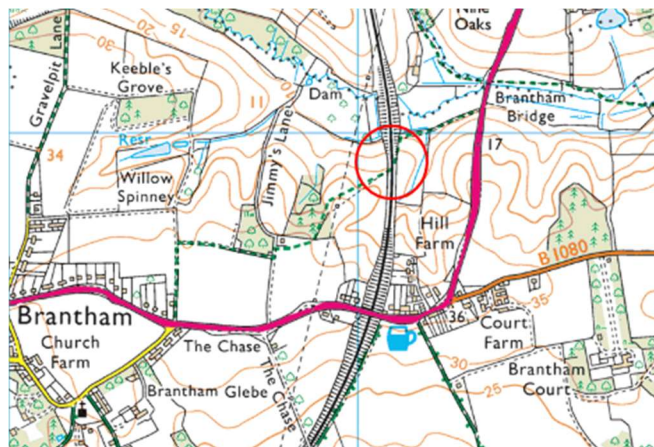 Gravelpit Lane
15
20
30
Keeble's
Grove
11
Dam
Nine
Oaks
Brantham
Bridge
Resr
34
Willow
Spinney
Jimmy's Lane
17
Hill
Farm
B 1080
Brantham
Church
Farm
The Chase
The Chase
Brantham Glebe
36
35
Court
Farm
30
25
Brantham
Court